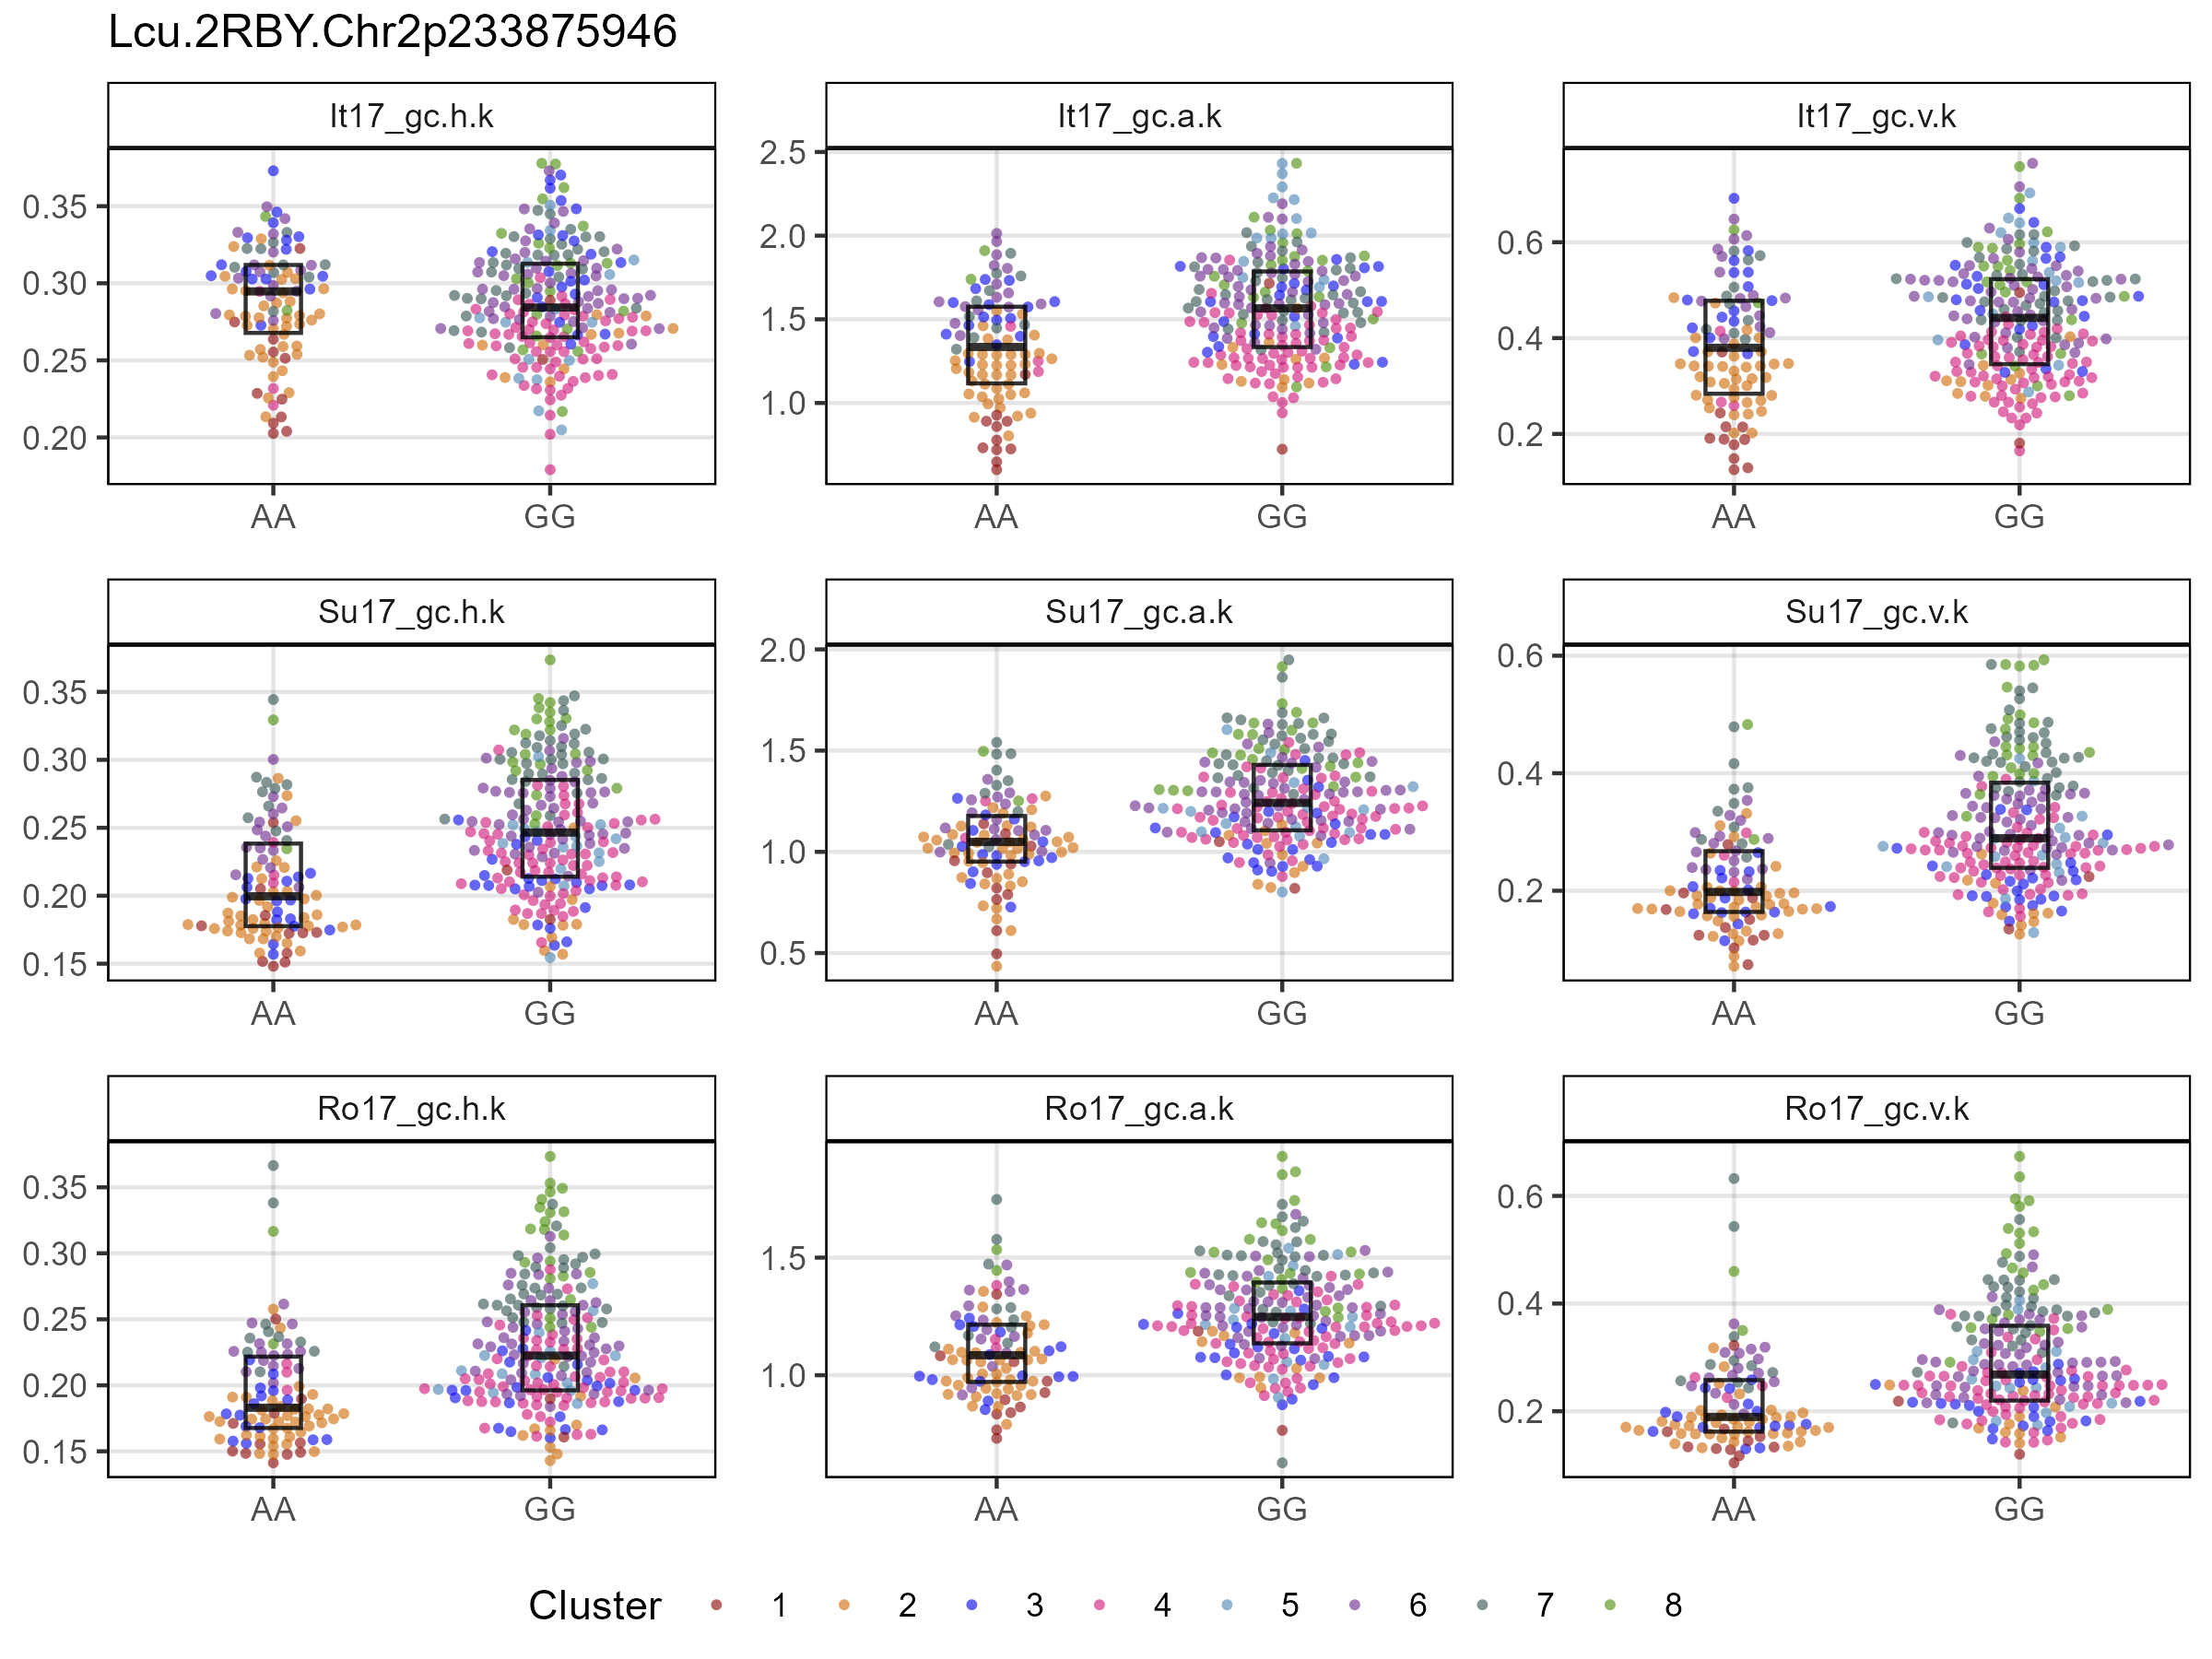 Lcu.2RBY.Chr2p233875946
It17_gc.h.k
It17_gc.a.k
It17_gc.v.k
0.35
0.30
0.25
0.20
AA GG
2.5
2.0
1.5
1.0
AA GG
0.6
0.4
0.2
AA GG
Su17_gc.h.k
Su17_gc.a.k
Su17_gc.v.k
0.35
0.30
0.25
0.20
0.15
AA GG
2.0
1.5
1.0
0.5
AA GG
0.6
0.4
0.2
AA GG
Ro17_gc.h.k
Ro17_gc.a.k
Ro17_gc.v.k
0.35
0.30
0.25
0.20
0.15
AA GG
1.5
1.0
AA GG
0.6
0.4
0.2
AA GG
Cluster 1 2 3 4 5 6 7 8